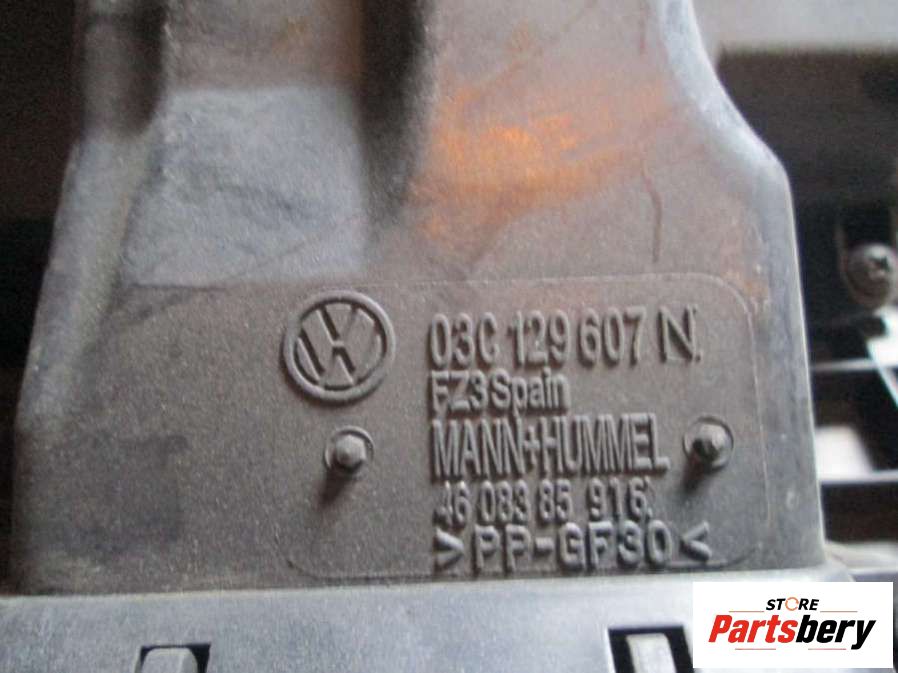 03C 129 607 N.
FZ3 Spain
MANN+HUMMEL
46 083 85 916
>PP-GF30<
STORE
Partsbery